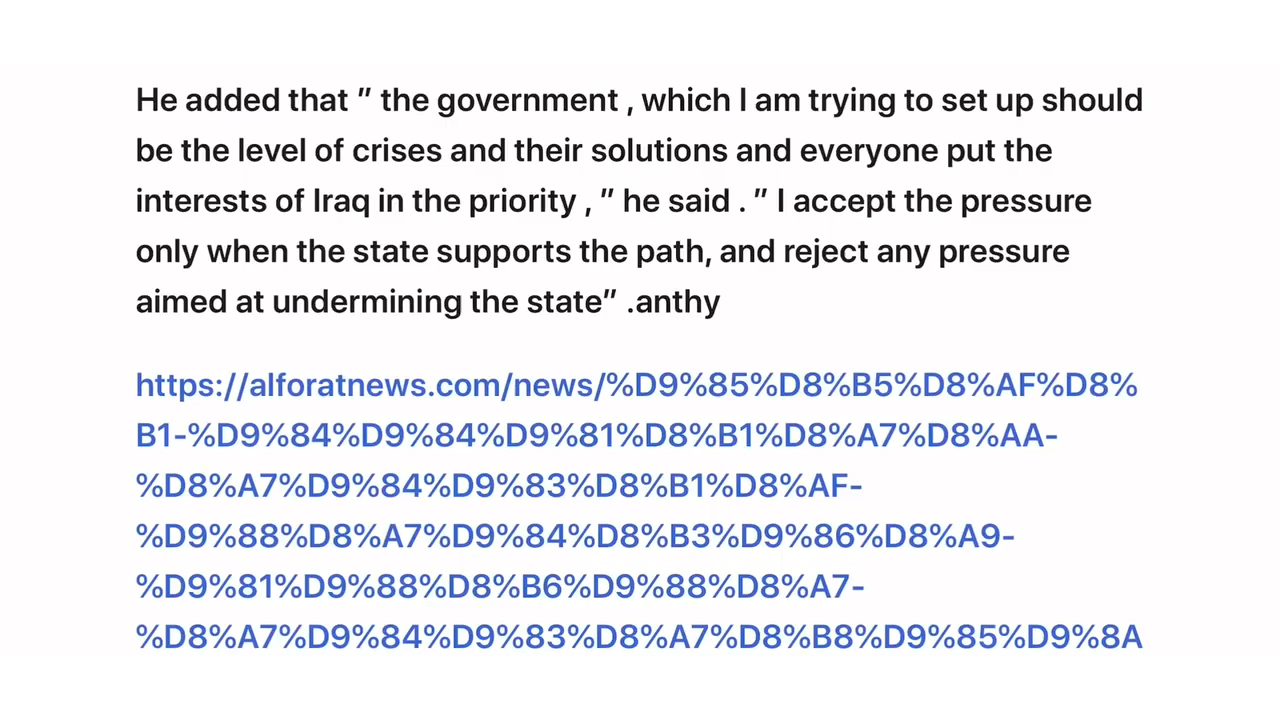 He added that ” the government , which I am trying to set up should
be the level of crises and their solutions and everyone put the
interests of Iraq in the priority , ” he said . ” I accept the pressure
only when the state supports the path, and reject any pressure
aimed at undermining the state” .anthy
https://alforatnews.com/news/%D9%85%D8%B5%D8%AF%D8%
B1-%D9%84%D9%84%D9%81%D8%B1%D8%A7%D8%AA-
%D8%A7%D9%84%D9%83%D8%B1%D8%AF-
%D9%88%D8%A7%D9%84%D8%B3%D9%86%D8%A9-
%D9%81%D9%88%D8%B6%D9%88%D8%A7-
%D8%A7%D9%84%D9%83%D8%A7%D8%B8%D9%85%D9%8A